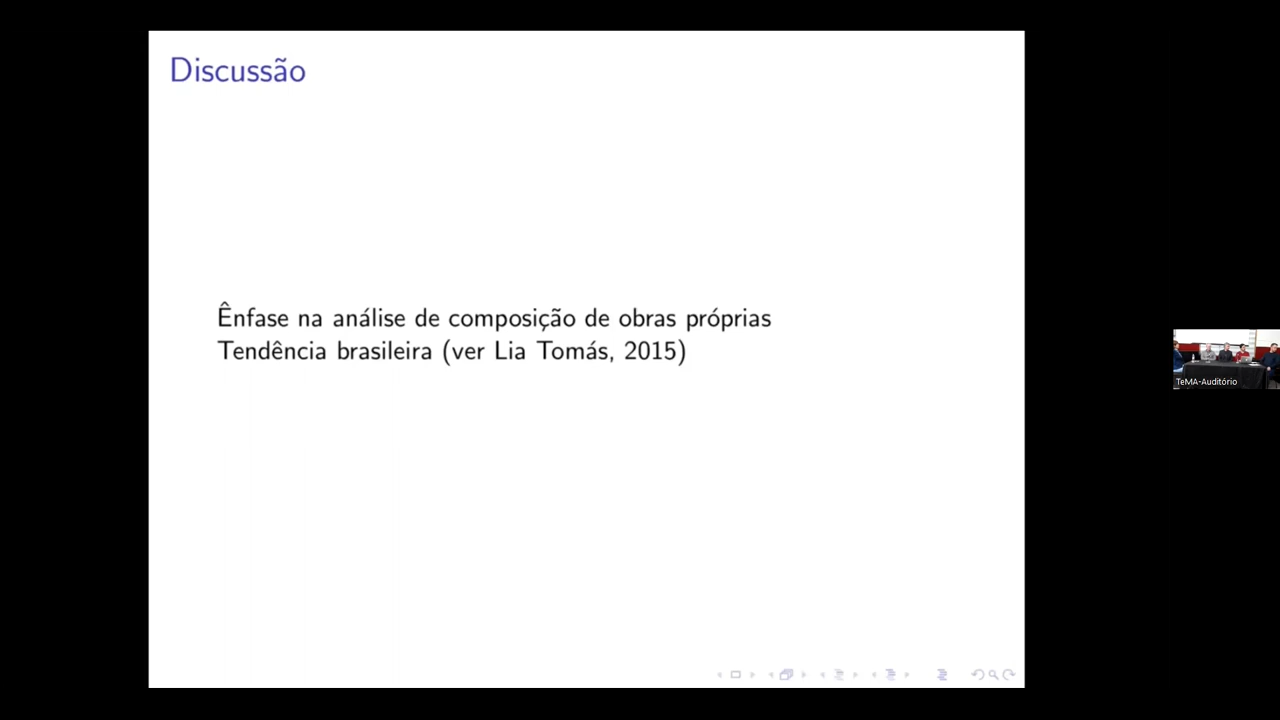 Discussão
Ênfase na análise de composição de obras próprias
Tendência brasileira (ver Lia Tomás, 2015)
TeMA-Auditório